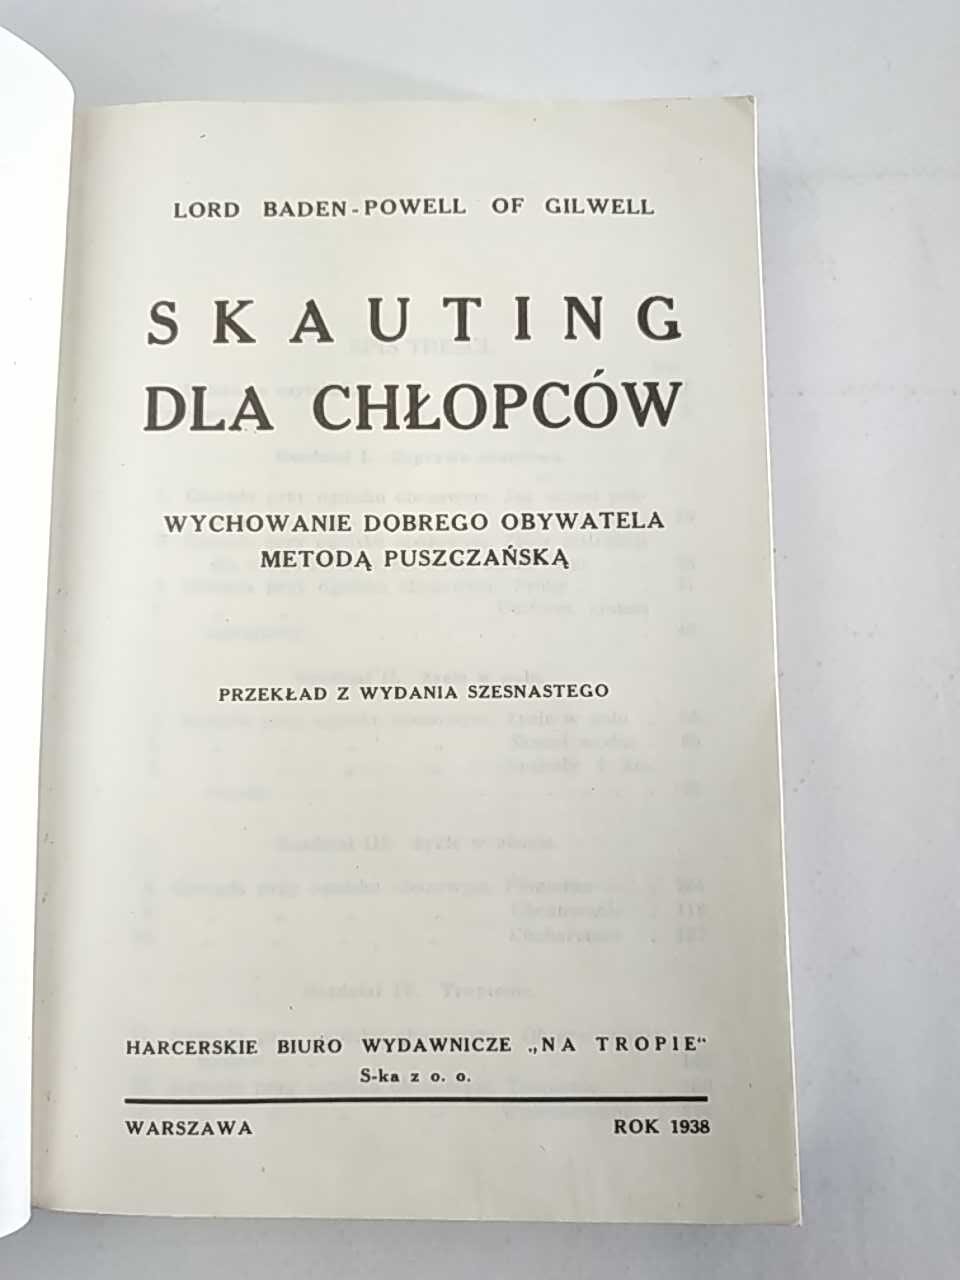 LORD BADEN-POWELL OF GILWELL
SKAUTING
DLA CHŁOPCÓW
WYCHOWANIE DOBREGO OBYWATELA
METODĄ PUSZCZAŃSKĄ
PRZEKŁAD Z WYDANIA SZESNASTEGO
HARCERSKIE BIURO WYDAWNICZE „NA TROPIE“
S-ka z o. o.
WARSZAWA ROK 1938